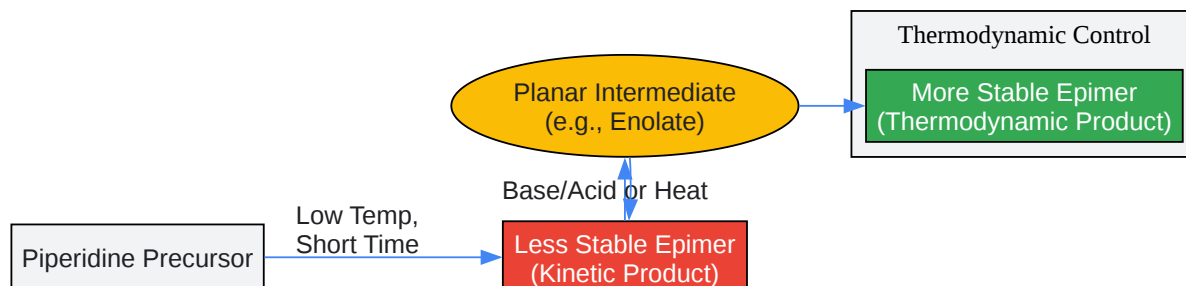 Thermodynamic Control
Planar Intermediate
(e.g., Enolate)
More Stable Epimer
(Thermodynamic Product)
Base/Acid or Heat
Low Temp,
Short Time
Piperidine Precursor
Less Stable Epimer
(Kinetic Product)